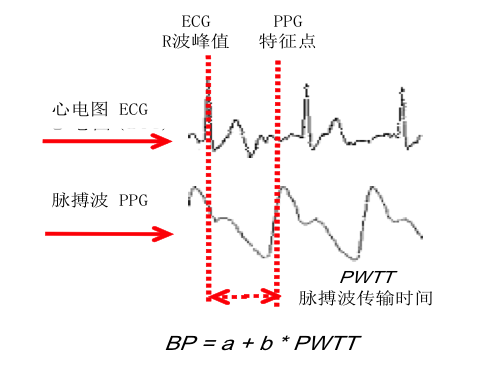 ECG PPG
R波峰值 特征点
心电图 ECG
脉搏波 PPG
PWTT
脉搏波传输时间
BP = a + b * PWTT